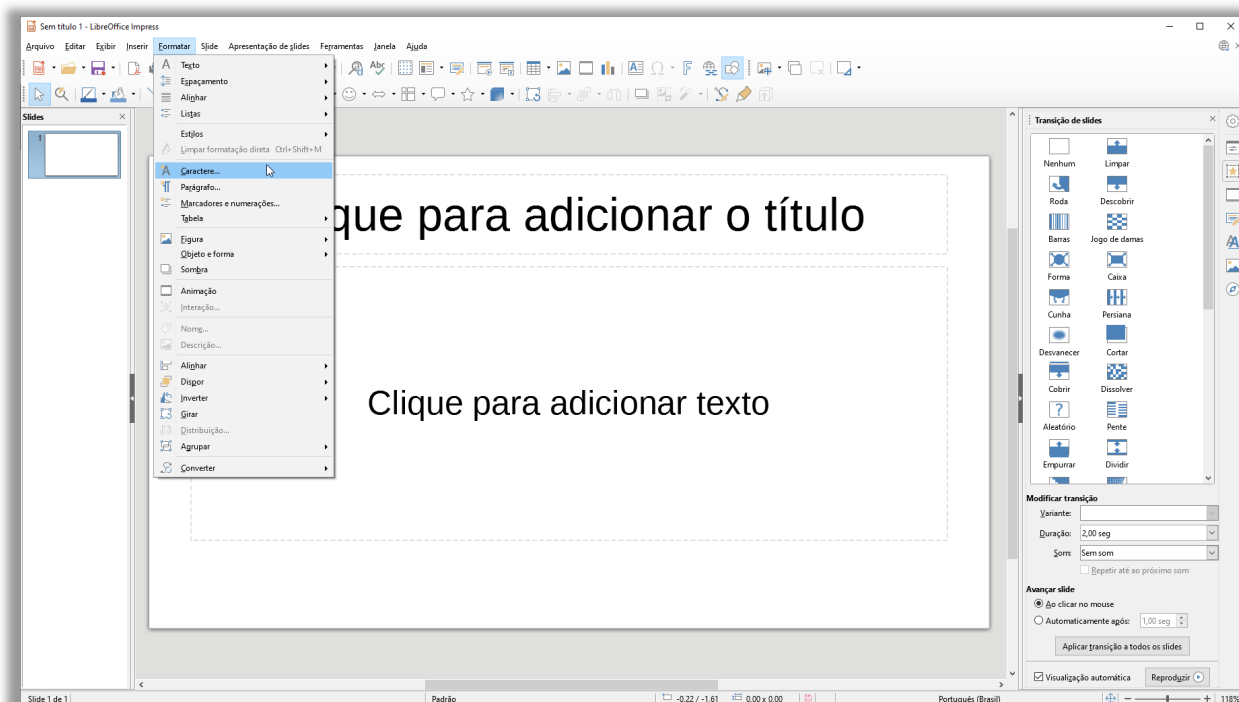 Sem título 1 - LibreOffice Impress
Arquivo Editar Exibir Inserir Formatar Slide Apresentação de slides Ferramentas Janela Ajuda
Slides
1
Texto
Espaçamento
Alinhar
Listas
Estilos
Limpar formatação direta Ctrl+Shift+M
Caractere...
Parágrafo...
Marcadores e numerações...
Tabela
Figura
Objeto e forma
Sombra
Animação
Interação...
Nome...
Descrição...
Alinhar
Dispor
Inverter
Girar
Distribuição...
Agrupar
Converter
que para adicionar o título
Clique para adicionar texto
Transição de slides
Nenhum Limpar
Roda Descobrir
Barras Jogo de damas
Forma Caixa
Cunha Persiana
Desvanecer Cortar
Cobrir Dissolver
Aleatório Pente
Empurrar Dividir
Modificar transição
Variante:
Duração: 2,00 seg
Som: Sem som
Repetir até ao próximo som
Avançar slide
Ao clicar no mouse
Automaticamente após: 1,00 seg
Aplicar transição a todos os slides
Visualização automática Reproduzir
Slide 1 de 1 Padrão -0.22 / -1.61 0.00 x 0.00 Português (Brasil) 118%